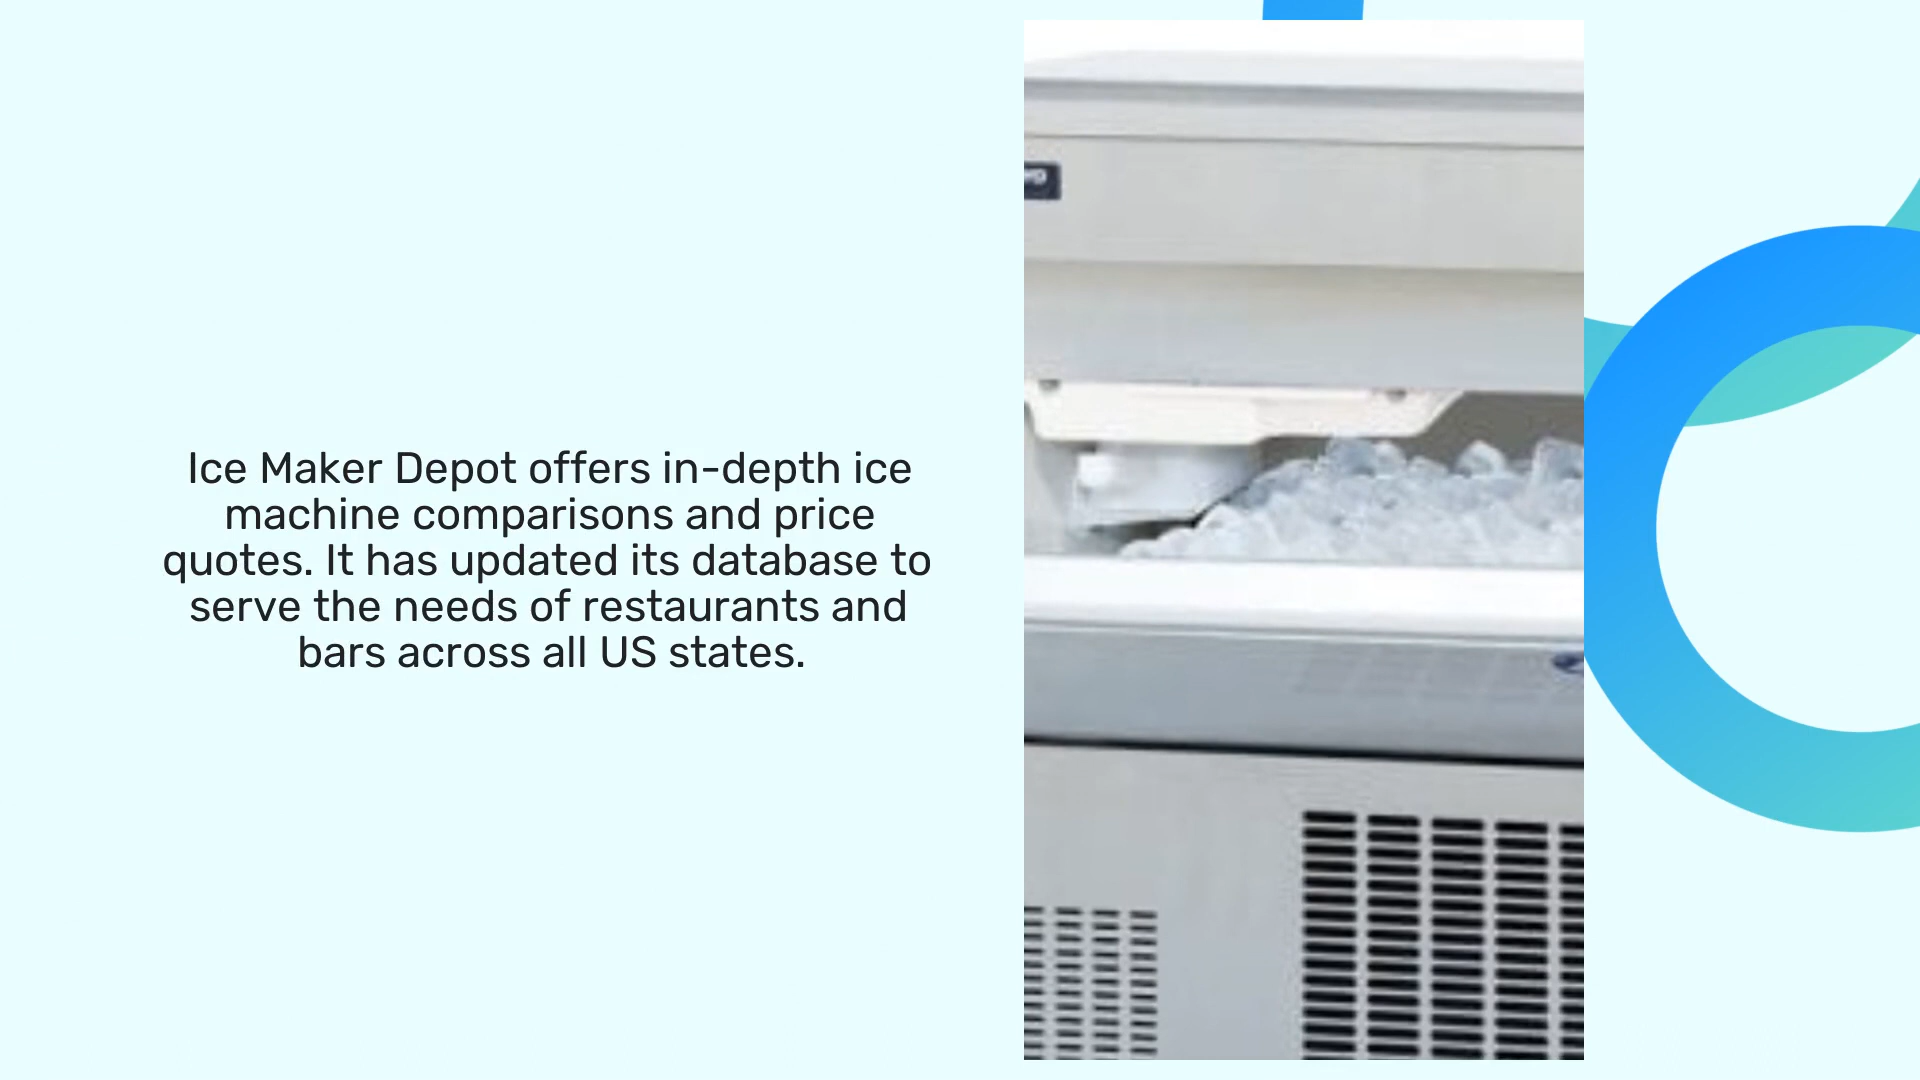 Ice Maker Depot offers in-depth ice
machine comparisons and price
quotes. It has updated its database to
serve the needs of restaurants and
bars across all US states.